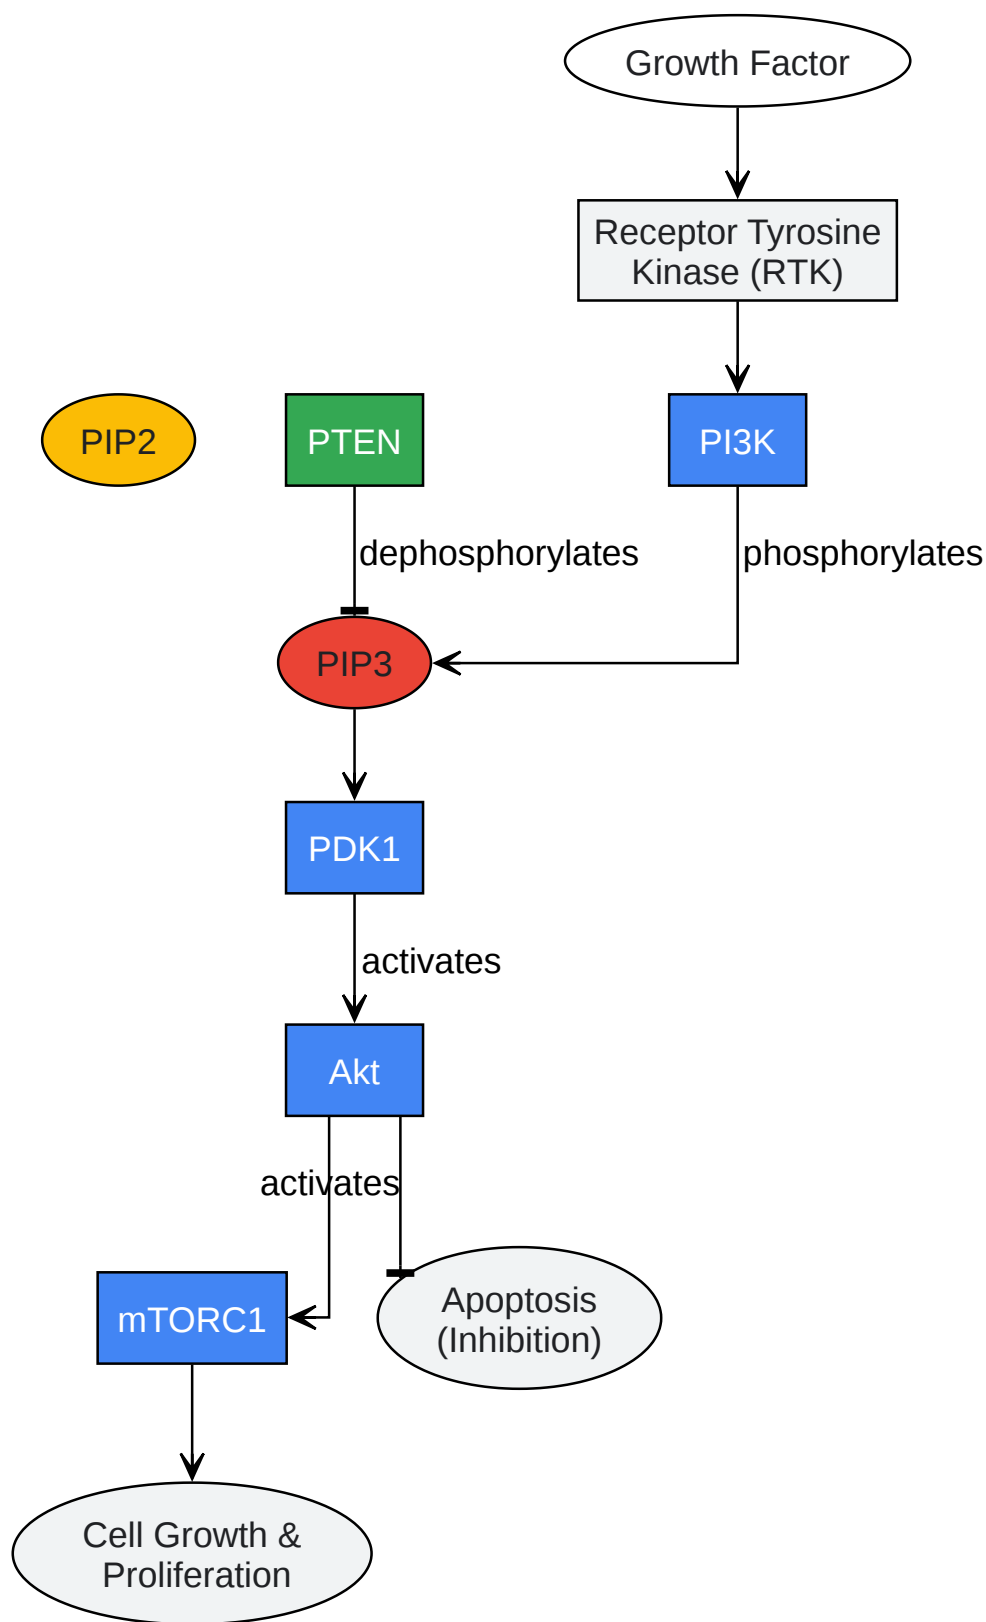 Growth Factor
Receptor Tyrosine
Kinase (RTK)
PIP2
PTEN
PI3K
dephosphorylates
phosphorylates
PIP3
PDK1
activates
Akt
activates
mTORC1
Apoptosis
(Inhibition)
Cell Growth &
Proliferation